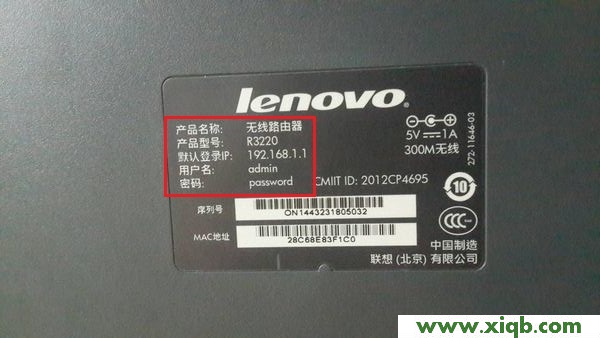 lenovo.
产品名称: 无线路由器
产品型号: R3220
默认登录IP: 192.168.1.1
用户名: admin
密码: password
5V 1A
300M无线
272-11646-03
CMIIT ID: 2012CP4695
10
序列号
ON1443231805032
MAC地址
28C68E83F1C0
CCC
中国制造
联想(北京)有限公司
www.xiqb.com